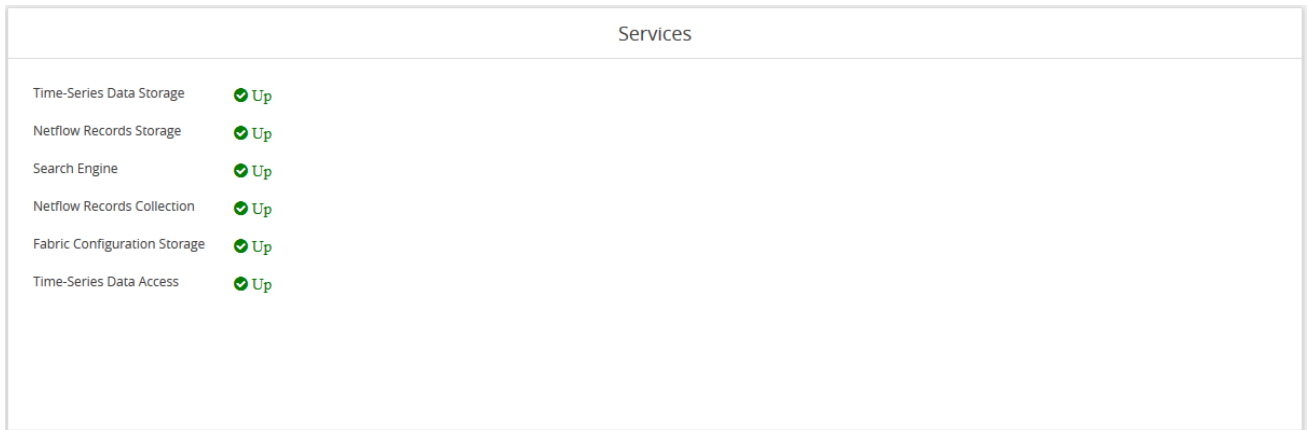 Services
Time-Series Data Storage Up
Netflow Records Storage Up
Search Engine Up
Netflow Records Collection Up
Fabric Configuration Storage Up
Time-Series Data Access Up